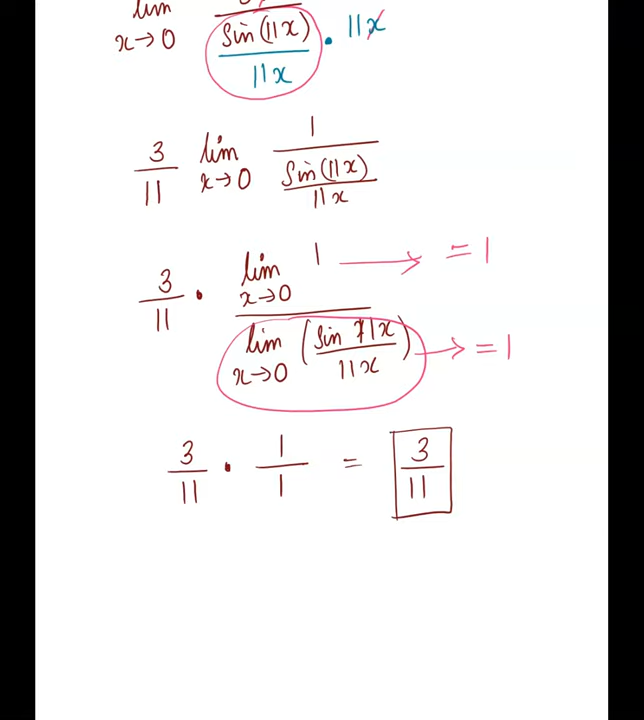 lim
x→0
sin(11x)
11x
· 11x
3
11
lim
x→0
1
sin(11x)
11x
3
11
·
lim
x→0
1
→ = 1
lim
x→0
(sin 11x
11x)
→ = 1
3
11
·
1
1
=
3
11